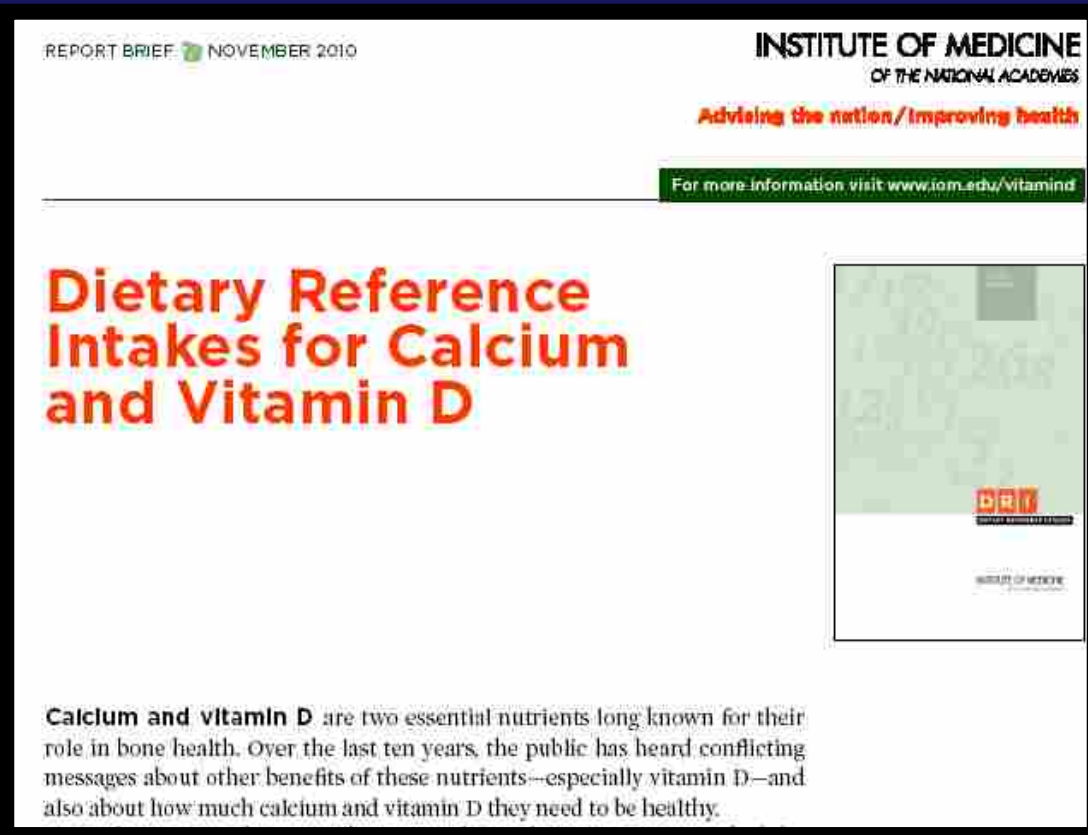 REPORT BRIEF NOVEMBER 2010
INSTITUTE OF MEDICINE
OF THE NATIONAL ACADEMIES
Advising the nation/Improving health
For more information visit www.iom.edu/vitamind
Dietary Reference
Intakes for Calcium
and Vitamin D
DRI
DIETARY REFERENCE INTAKES
INSTITUTE OF MEDICINE
Calcium and vitamin D are two essential nutrients long known for their
role in bone health. Over the last ten years, the public has heard conflicting
messages about other benefits of these nutrients—especially vitamin D—and
also about how much calcium and vitamin D they need to be healthy.